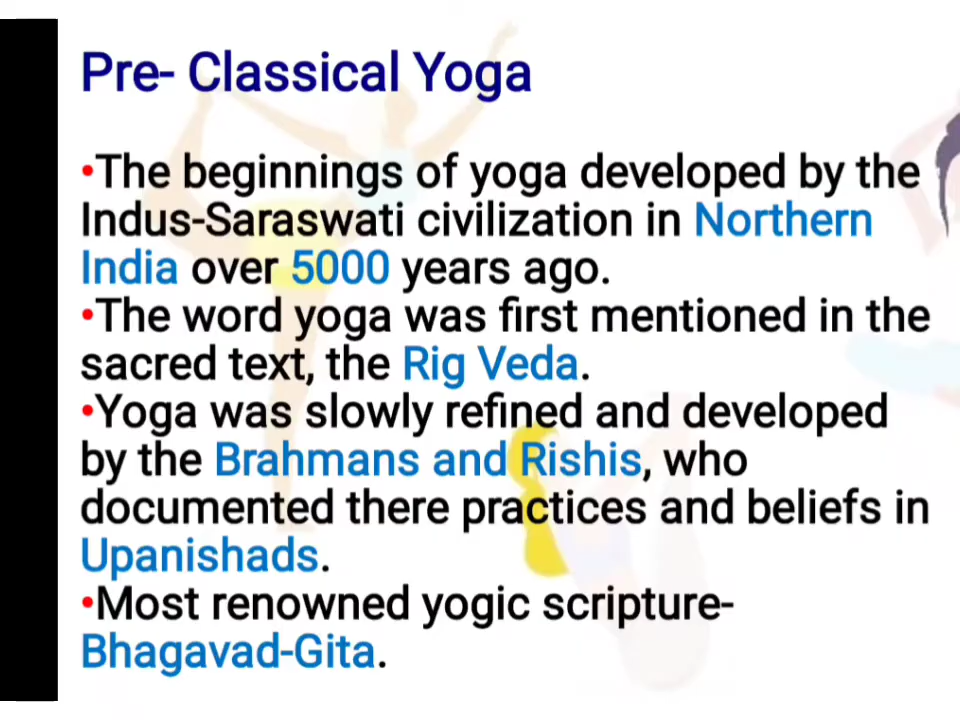 Pre- Classical Yoga
•The beginnings of yoga developed by the
Indus-Saraswati civilization in Northern
India over 5000 years ago.
•The word yoga was first mentioned in the
sacred text, the Rig Veda.
•Yoga was slowly refined and developed
by the Brahmans and Rishis, who
documented there practices and beliefs in
Upanishads.
•Most renowned yogic scripture-
Bhagavad-Gita.